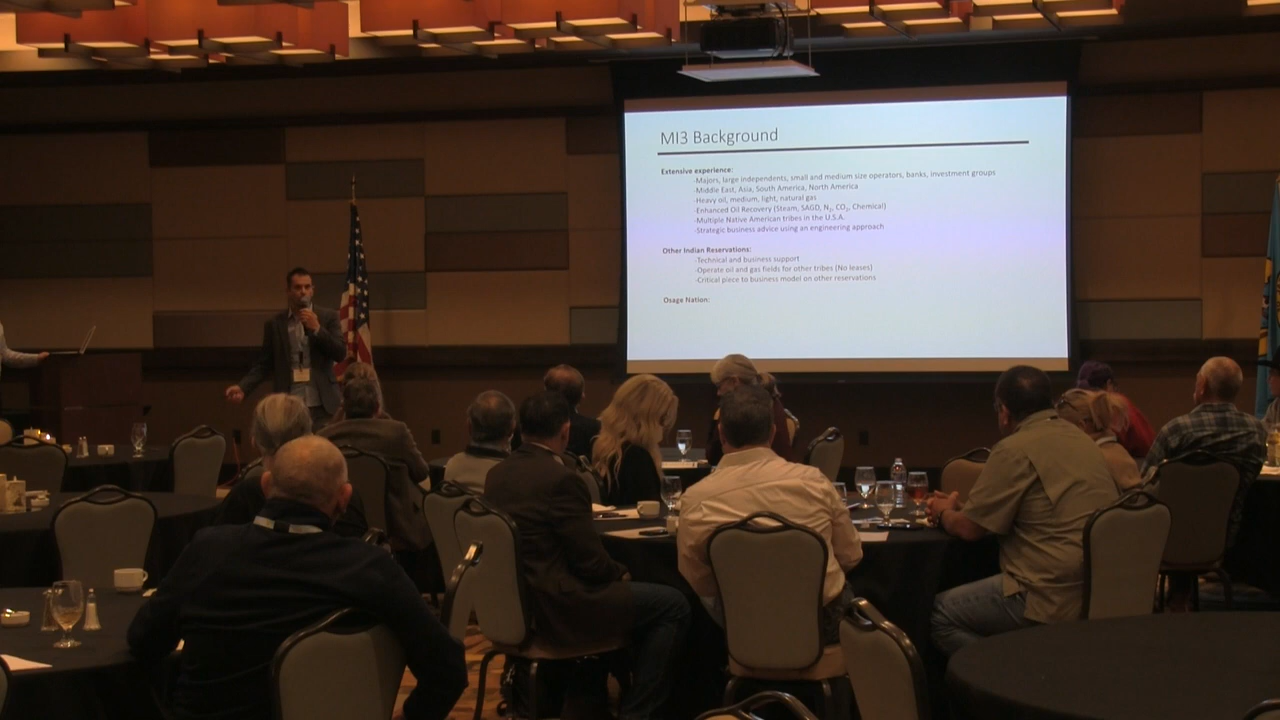 MI3 Background
Extensive experience:
-Majors, large independents, small and medium size operators, banks, investment groups
-Middle East, Asia, South America, North America
-Heavy oil, medium, light, natural gas
-Enhanced Oil Recovery (Steam, SAGD, N₂, CO₂, Chemical)
-Multiple Native American tribes in the U.S.A.
-Strategic business advice using an engineering approach
Other Indian Reservations:
-Technical and business support
-Operate oil and gas fields for other tribes (No leases)
-Critical piece to business model on other reservations
Osage Nation: